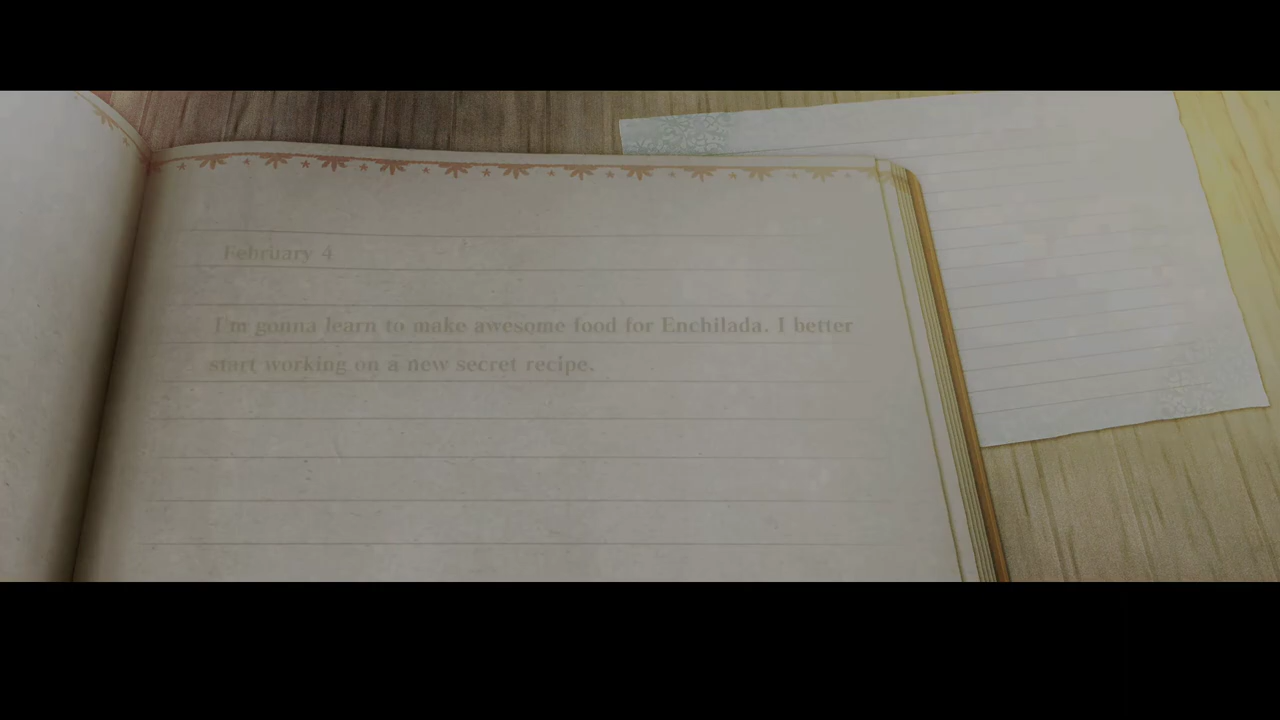 February 4
I'm gonna learn to make awesome food for Enchilada. I better
start working on a new secret recipe.